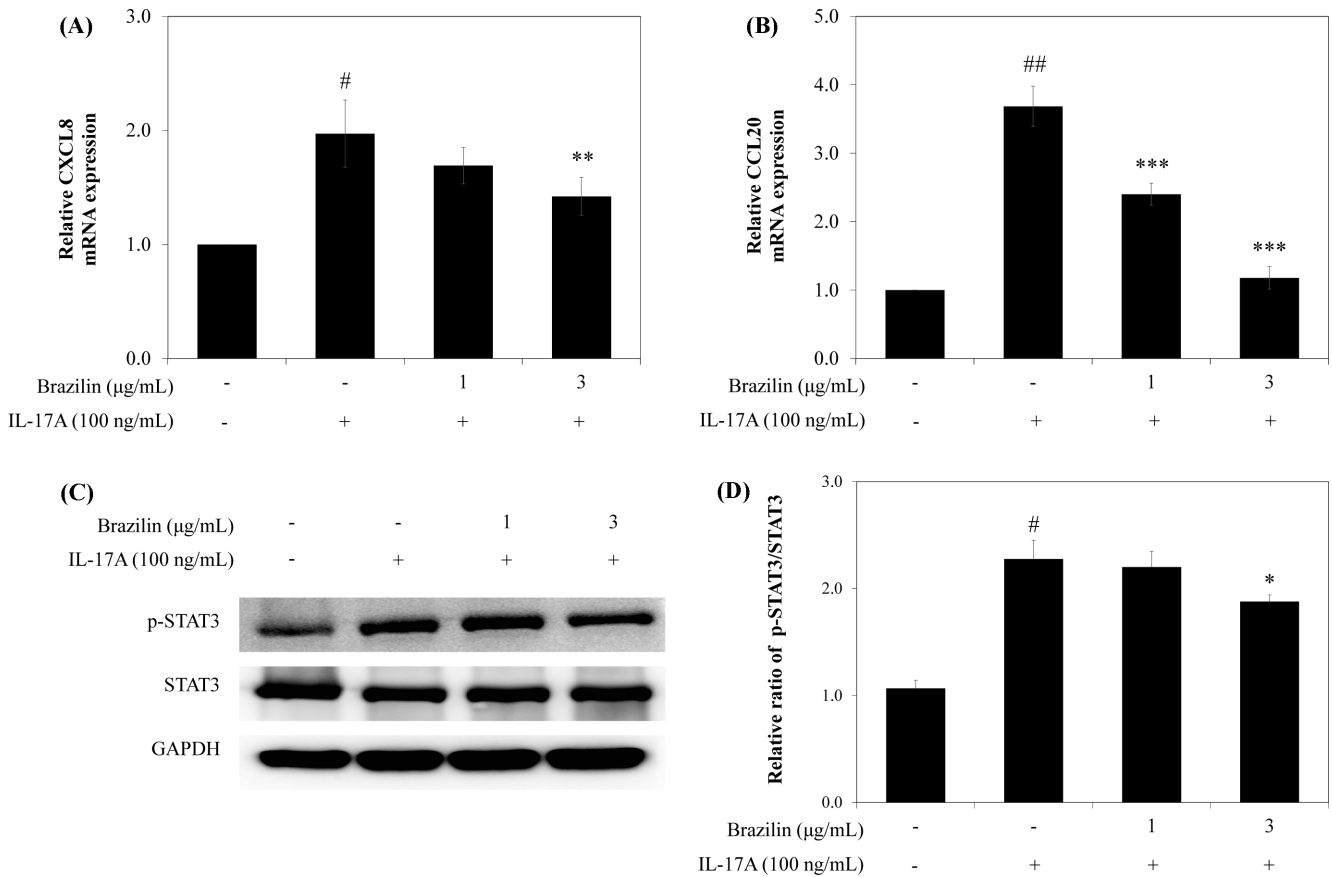 (A)
Relative CXCL8
mRNA expression
3.0
2.0
1.0
0.0
#
**
Brazilin (μg/mL) - - 1 3
IL-17A (100 ng/mL) - + + +
(B)
Relative CCL20
mRNA expression
5.0
4.0
3.0
2.0
1.0
0.0
##
***
***
Brazilin (μg/mL) - - 1 3
IL-17A (100 ng/mL) - + + +
(C)
Brazilin (μg/mL) - - 1 3
IL-17A (100 ng/mL) - + + +
p-STAT3
STAT3
GAPDH
(D)
Relative ratio of p-STAT3/STAT3
3.0
2.0
1.0
0.0
#
*
Brazilin (μg/mL) - - 1 3
IL-17A (100 ng/mL) - + + +